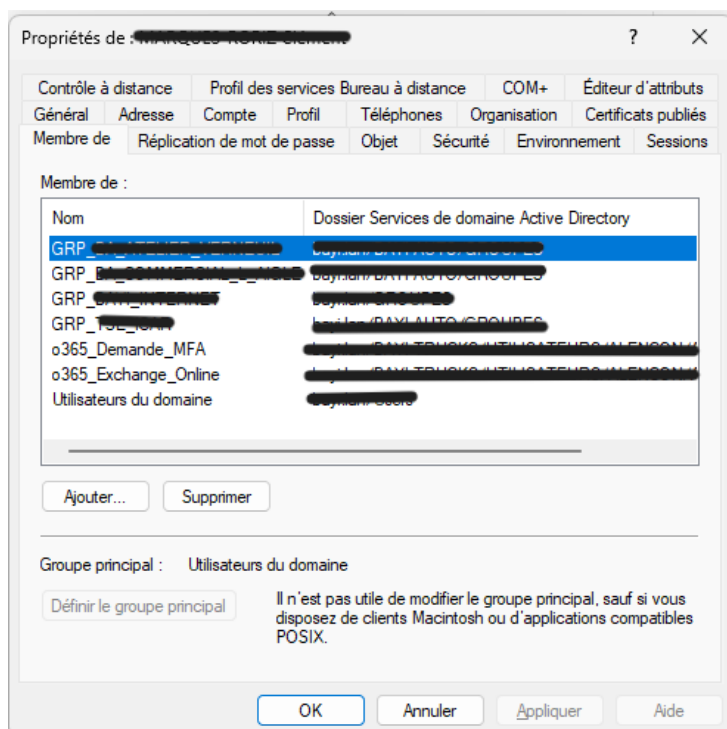 Propriétés de :
? ×
Contrôle à distance Profil des services Bureau à distance COM+ Éditeur d'attributs
Général Adresse Compte Profil Téléphones Organisation Certificats publiés
Membre de Réplication de mot de passe Objet Sécurité Environnement Sessions
Membre de :
Nom Dossier Services de domaine Active Directory
GRP_
GRP_
GRP_
GRP_
o365_Demande_MFA
o365_Exchange_Online
Utilisateurs du domaine
Ajouter... Supprimer
Groupe principal : Utilisateurs du domaine
Définir le groupe principal
Il n'est pas utile de modifier le groupe principal, sauf si vous
disposez de clients Macintosh ou d'applications compatibles
POSIX.
OK Annuler Appliquer Aide